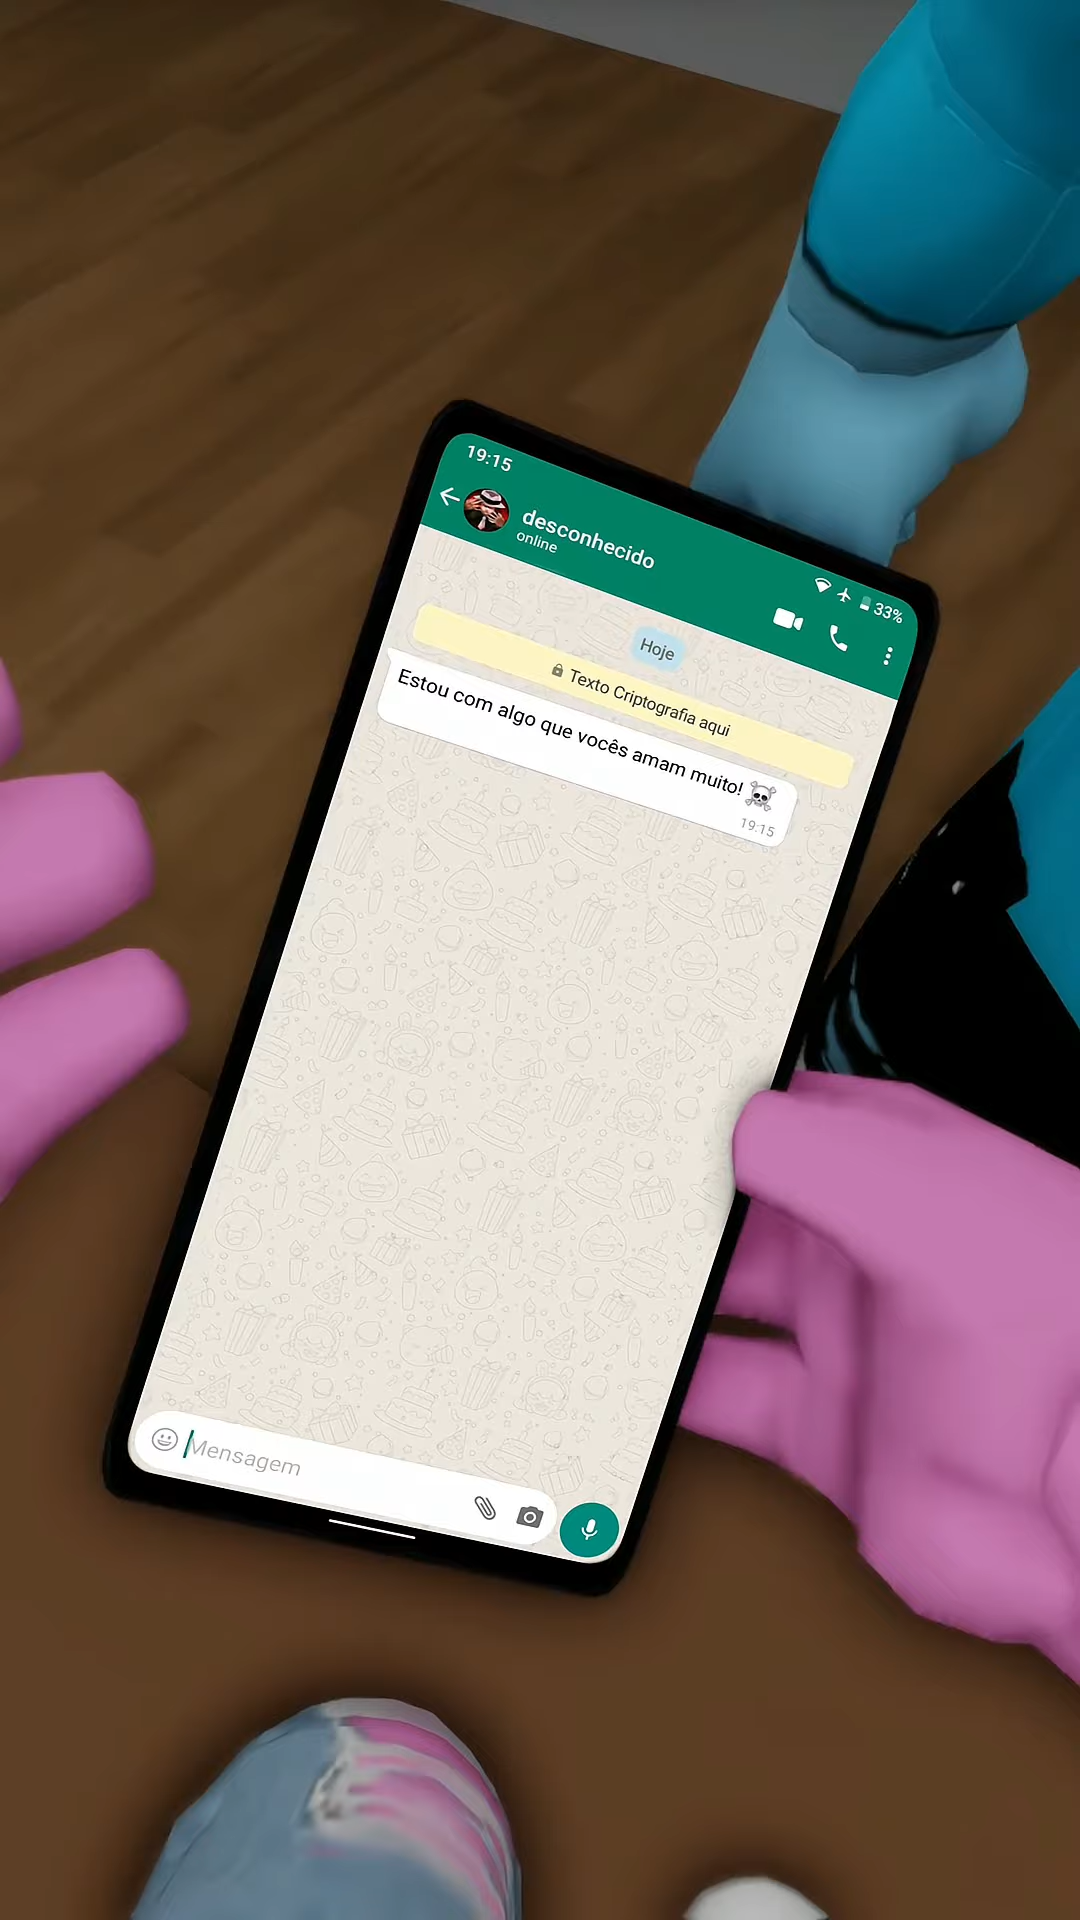 19:15
desconhecido
online
33%
Hoje
Texto Criptografia aqui
Estou com algo que vocês amam muito! ☠️
19:15
Mensagem